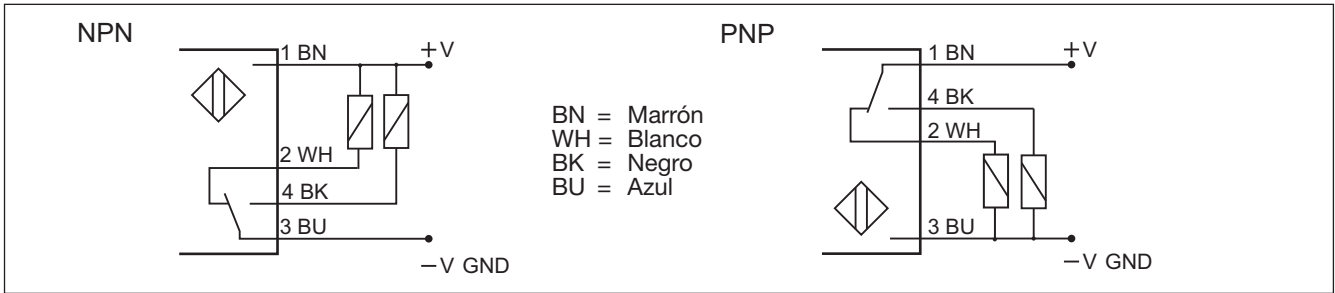 NPN
1 BN
+V
2 WH
4 BK
3 BU
−V GND
BN = Marrón
WH = Blanco
BK = Negro
BU = Azul
PNP
1 BN
+V
4 BK
2 WH
3 BU
−V GND